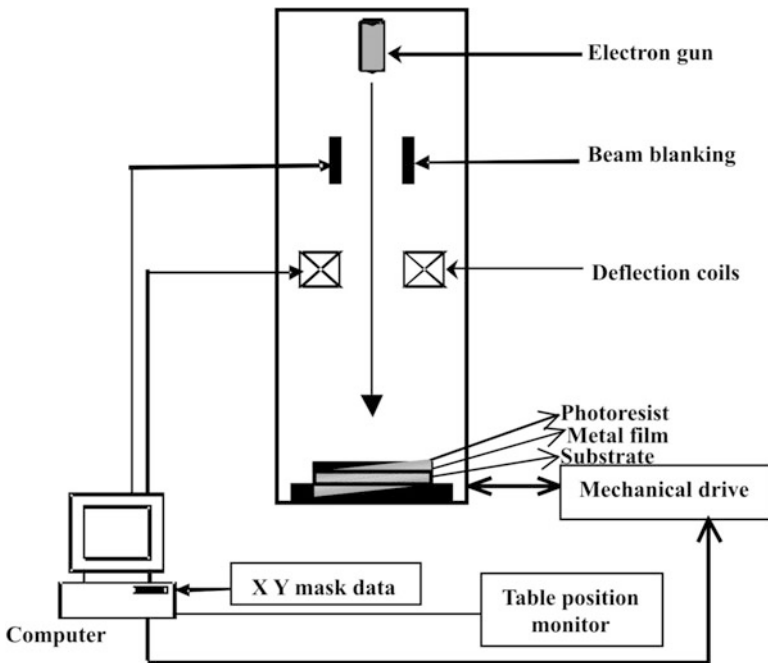 Electron gun
Beam blanking
Deflection coils
Photoresist
Metal film
Substrate
Mechanical drive
X Y mask data
Table position
monitor
Computer